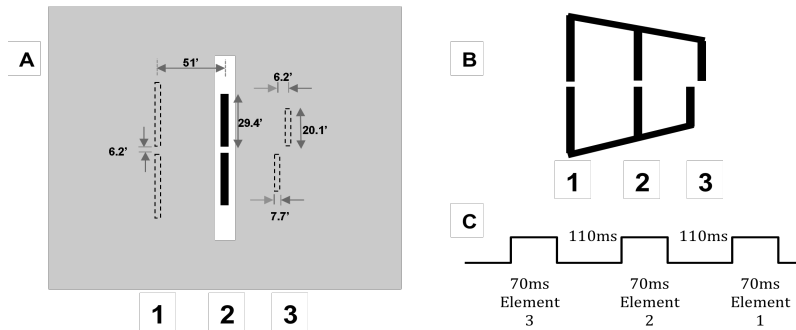 A
51’
6.2’
29.4’
20.1’
6.2’
7.7’
1 2 3
B
1 2 3
C
110ms 110ms
70ms 70ms 70ms
Element Element Element
3 2 1